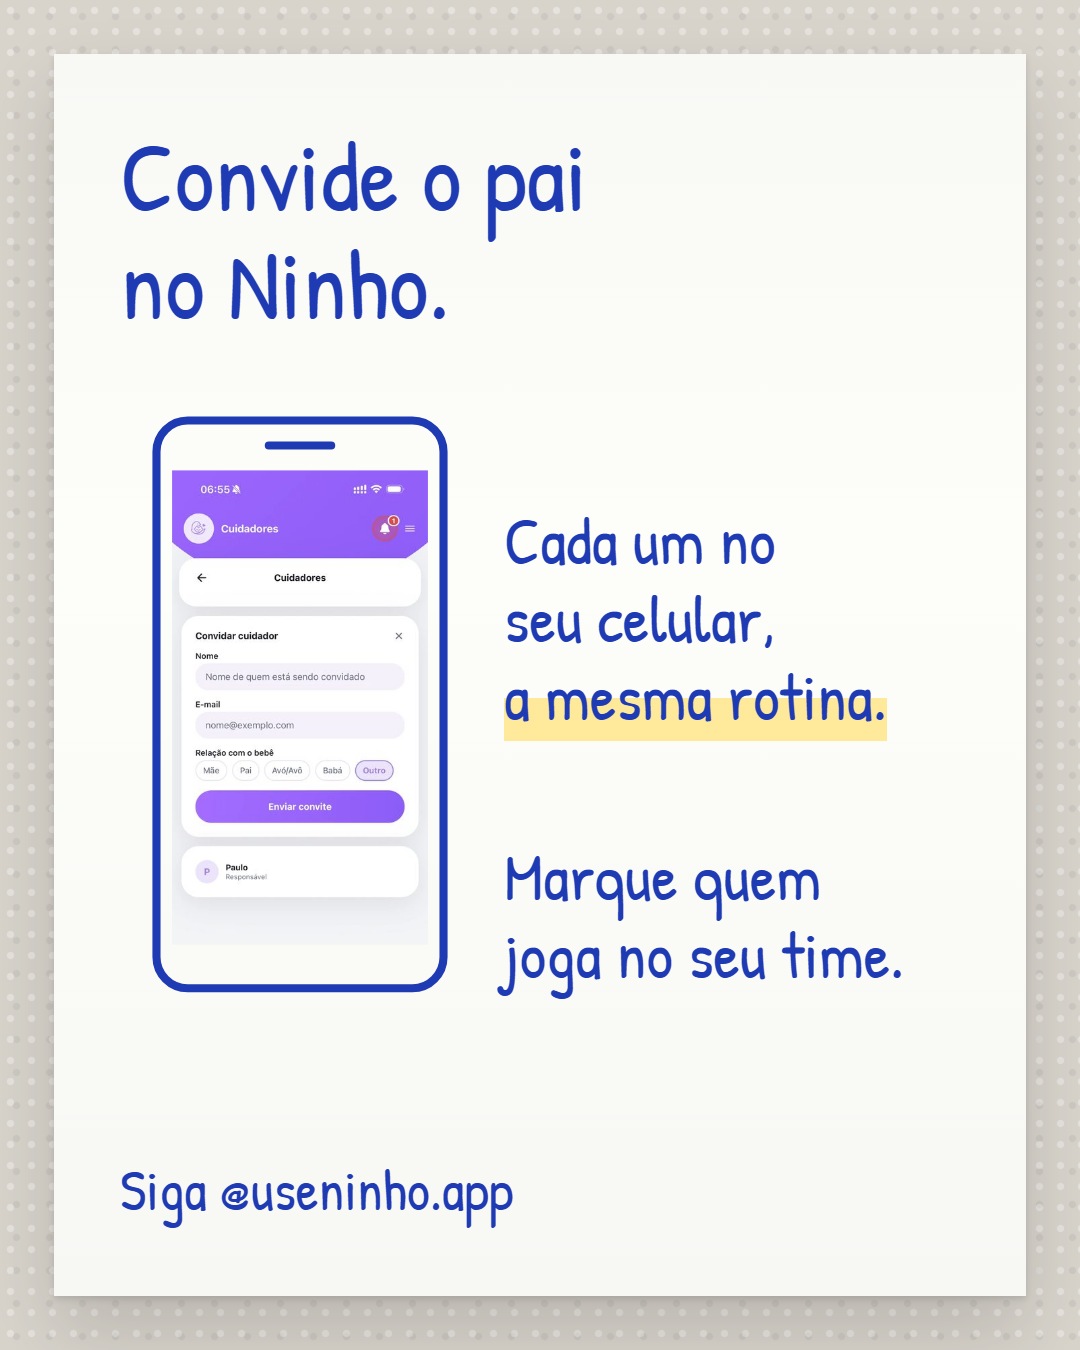 Convide o pai
no Ninho.
06:55
1
Cuidadores
Cuidadores
Convidar cuidador
Nome
Nome de quem está sendo convidado
E-mail
nome@exemplo.com
Relação com o bebê
Mãe Pai Avó/Avô Babá Outro
Enviar convite
P Paulo
Responsável
Cada um no
seu celular,
a mesma rotina.
Marque quem
joga no seu time.
Siga @useninho.app